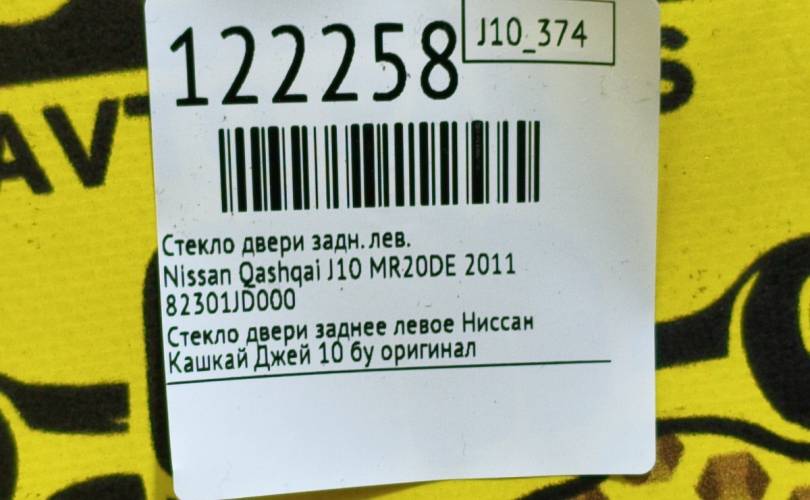 122258
J10_374
AVT
S
Стекло двери задн. лев.
Nissan Qashqai J10 MR20DE 2011
82301JD000
Стекло двери заднее левое Ниссан
Кашкай Джей 10 бу оригинал